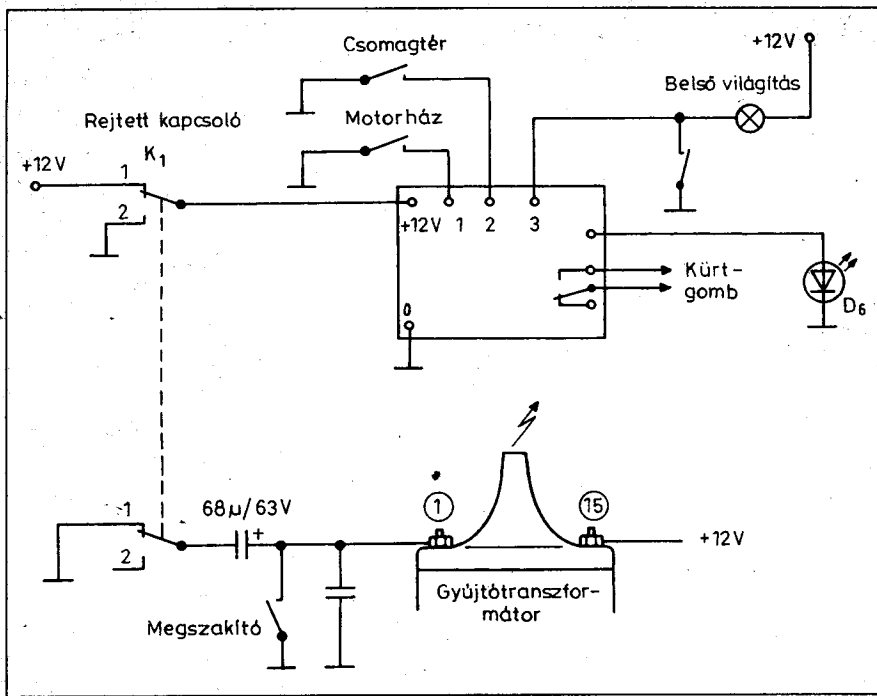 Csomagtér
+12V
Belső világítás
Motorház
Rejtett kapcsoló
K1
+12V
1
2
+12V 1 2 3
0
Kürt-
gomb
D6
1
2
68µ/63V
+
1
15
+12V
Megszakító
Gyújtótranszfor-
mátor